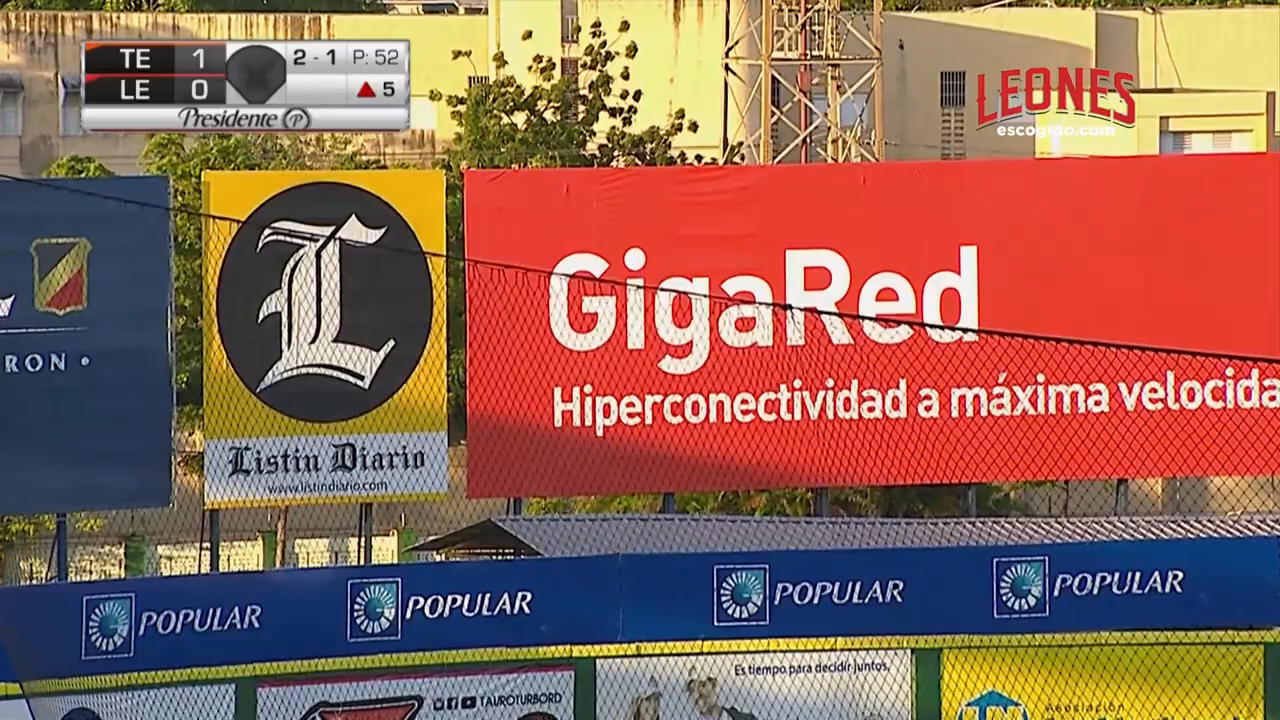 TE 1 2 - 1 P: 52
LE 0 5
Presidente P
LEONES
escogido.com
RON •
L
Listin Diario
www.listindiario.com
GigaRed
Hiperconectividad a máxima velocida
POPULAR
POPULAR
POPULAR
POPULAR
TAUROTURBORD
Es tiempo para decidir juntos.
Asociación